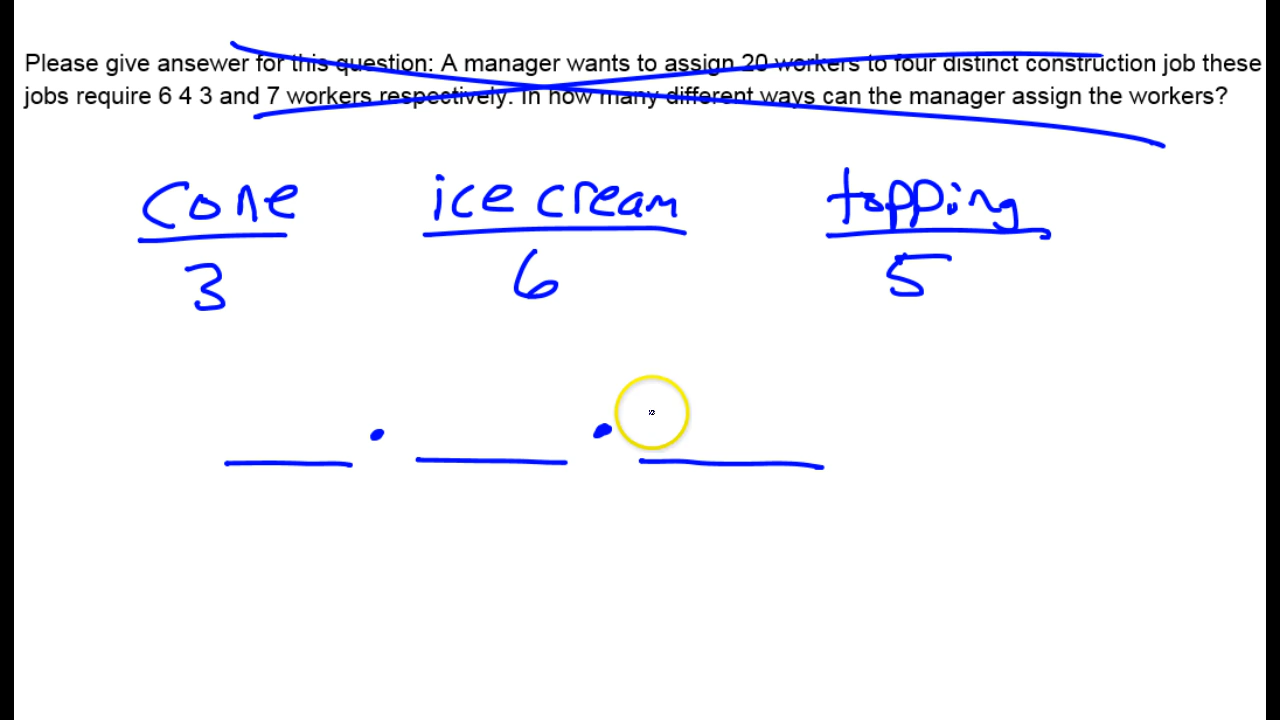 Please give ansewer for this question: A manager wants to assign 20 workers to four distinct construction job these
jobs require 6 4 3 and 7 workers respectively. In how many different ways can the manager assign the workers?
cone ice cream topping
3 6 5